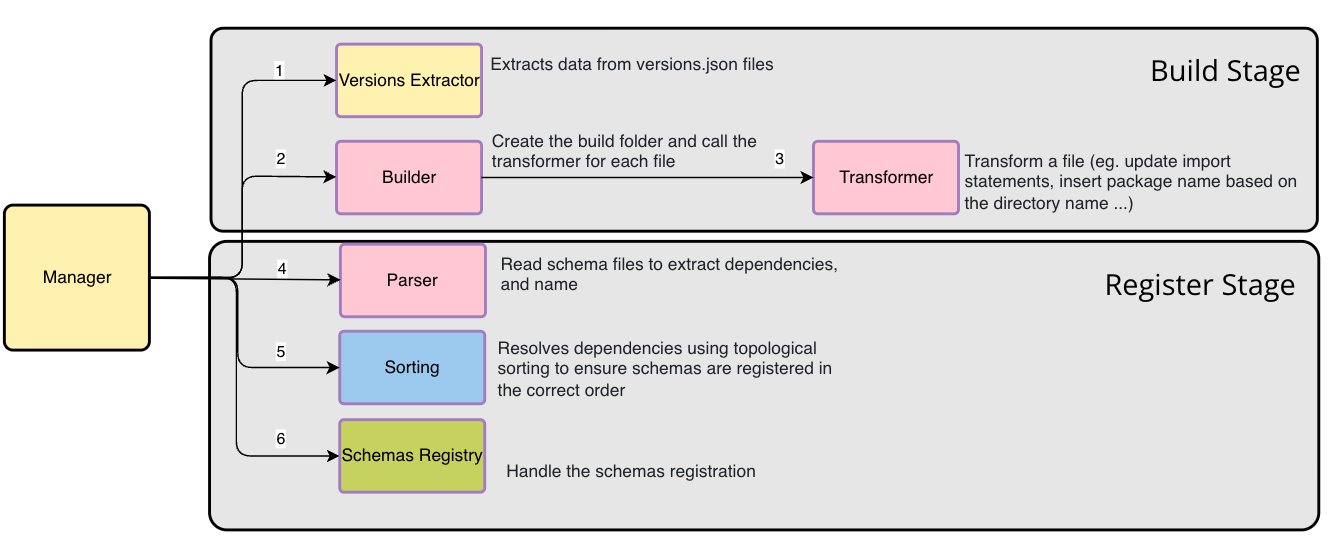 1
Versions Extractor
Extracts data from versions.json files
Build Stage
2
Builder
Create the build folder and call the
transformer for each file
3
Transformer
Transform a file (eg. update import
statements, insert package name based on
the directory name ...)
Manager
4
Parser
Read schema files to extract dependencies,
and name
Register Stage
5
Sorting
Resolves dependencies using topological
sorting to ensure schemas are registered in
the correct order
6
Schemas Registry
Handle the schemas registration